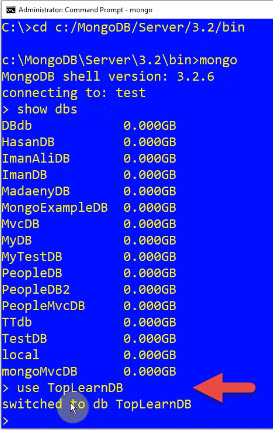 Administrator: Command Prompt - mongo
C:\>cd c:/MongoDB/Server/3.2/bin
c:\MongoDB\Server\3.2\bin>mongo
MongoDB shell version: 3.2.6
connecting to: test
> show dbs
DBdb 0.000GB
HasanDB 0.000GB
ImanAliDB 0.000GB
ImanDB 0.000GB
MadaenyDB 0.000GB
MongoExampleDB 0.000GB
MvcDB 0.000GB
MyDB 0.000GB
MyTestDB 0.000GB
PeopleDB 0.000GB
PeopleDB2 0.000GB
PeopleMvcDB 0.000GB
TTdb 0.000GB
TestDB 0.000GB
local 0.000GB
mongoMvcDB 0.000GB
> use TopLearnDB
switched to db TopLearnDB
>